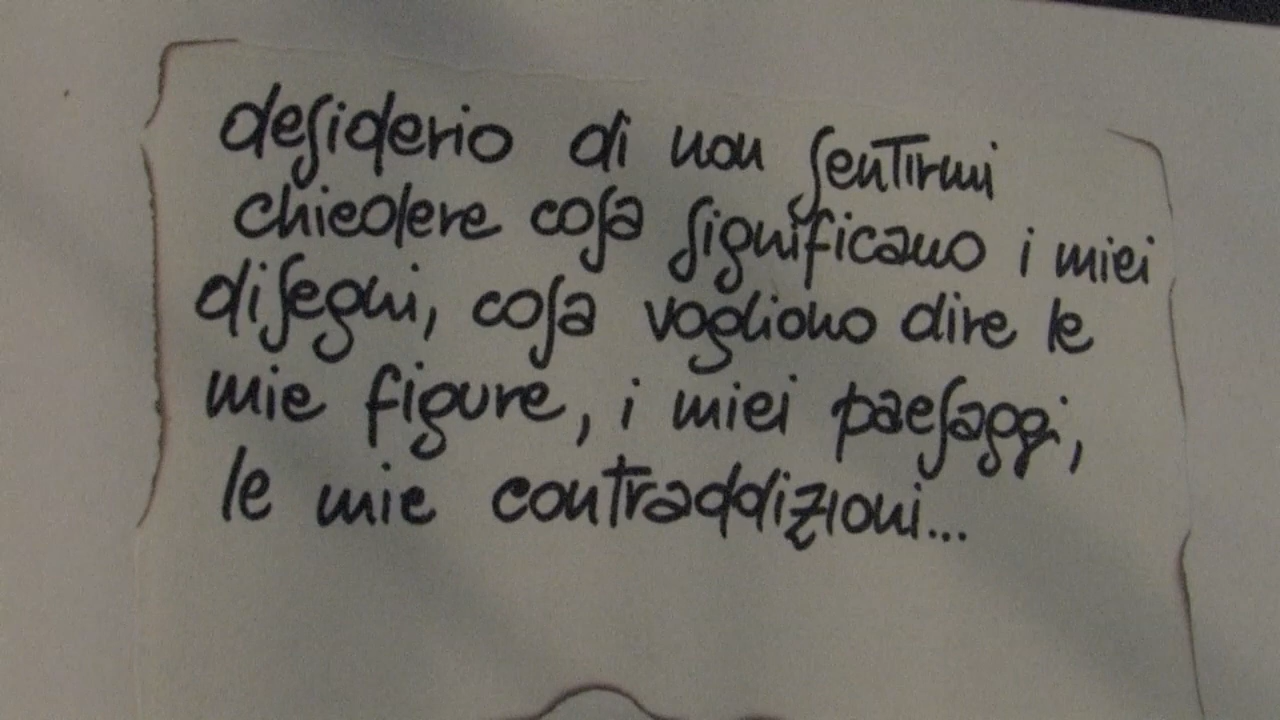 desiderio di non sentirmi
chiedere cosa significano i miei
disegni, cosa vogliono dire le
mie figure, i miei paesaggi,
le mie contraddizioni...